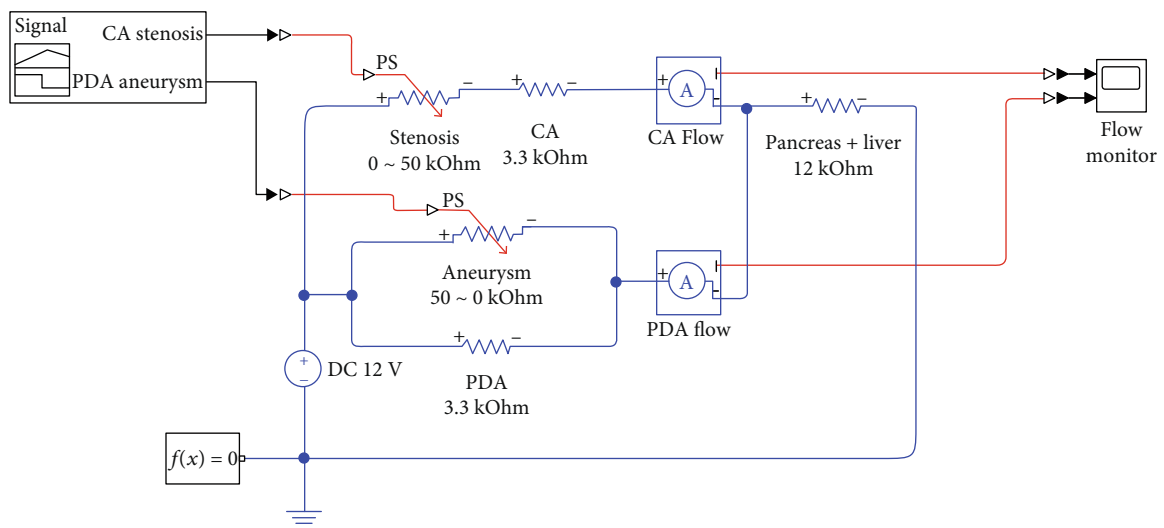 Signal
CA stenosis
PDA aneurysm
PS
+
−
Stenosis
0 ~ 50 kOhm
+
−
CA
3.3 kOhm
+
A
I
-
CA Flow
+
−
Pancreas + liver
12 kOhm
Flow
monitor
PS
+
−
Aneurysm
50 ~ 0 kOhm
+
A
I
-
PDA flow
+
−
PDA
3.3 kOhm
+
−
DC 12 V
f(x) = 0